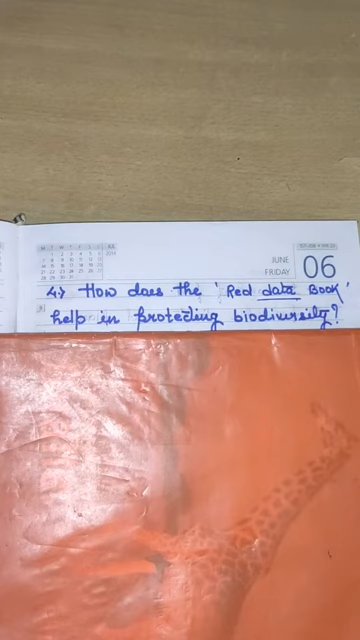 JUNE
FRIDAY
06
4.) How does the 'Red data Book'
help in protecting biodiversity?